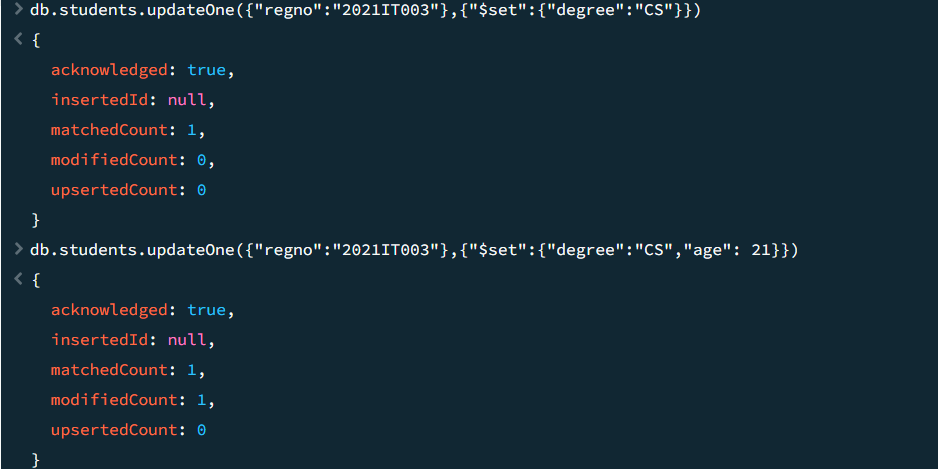 > db.students.updateOne({"regno":"2021IT003"},{"$set":{"degree":"CS"}})
< {
acknowledged: true,
insertedId: null,
matchedCount: 1,
modifiedCount: 0,
upsertedCount: 0
}
> db.students.updateOne({"regno":"2021IT003"},{"$set":{"degree":"CS","age": 21}})
< {
acknowledged: true,
insertedId: null,
matchedCount: 1,
modifiedCount: 1,
upsertedCount: 0
}